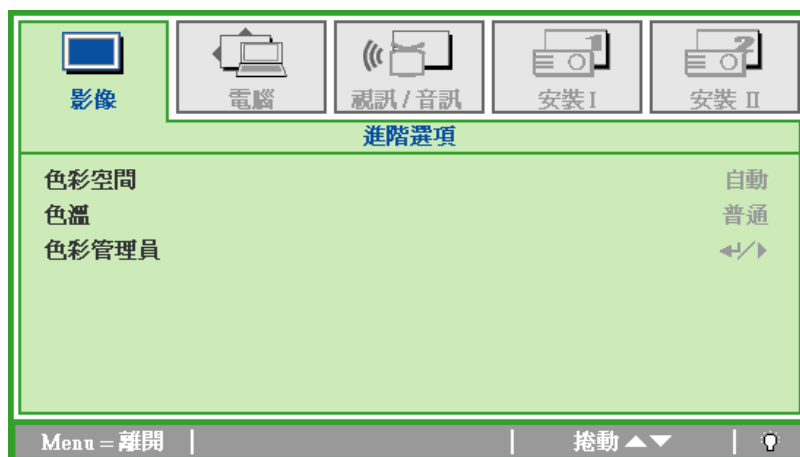 影像
電腦
視訊 / 音訊
安裝 I
安裝 II
進階選項
色彩空間 自動
色溫 普通
色彩管理員
Menu = 離開 捲動